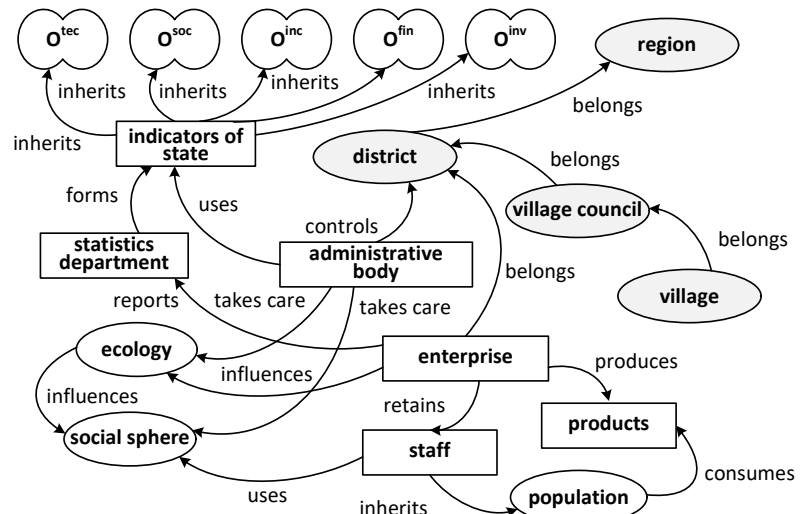 O^tec
O^soc
O^inc
O^fin
O^inv
region
inherits
inherits
inherits
inherits
belongs
inherits
indicators of
state
district
belongs
forms
uses
village council
controls
belongs
statistics
department
administrative
body
belongs
village
reports
takes care
takes care
ecology
enterprise
produces
influences
influences
retains
products
social sphere
staff
consumes
uses
population
inherits